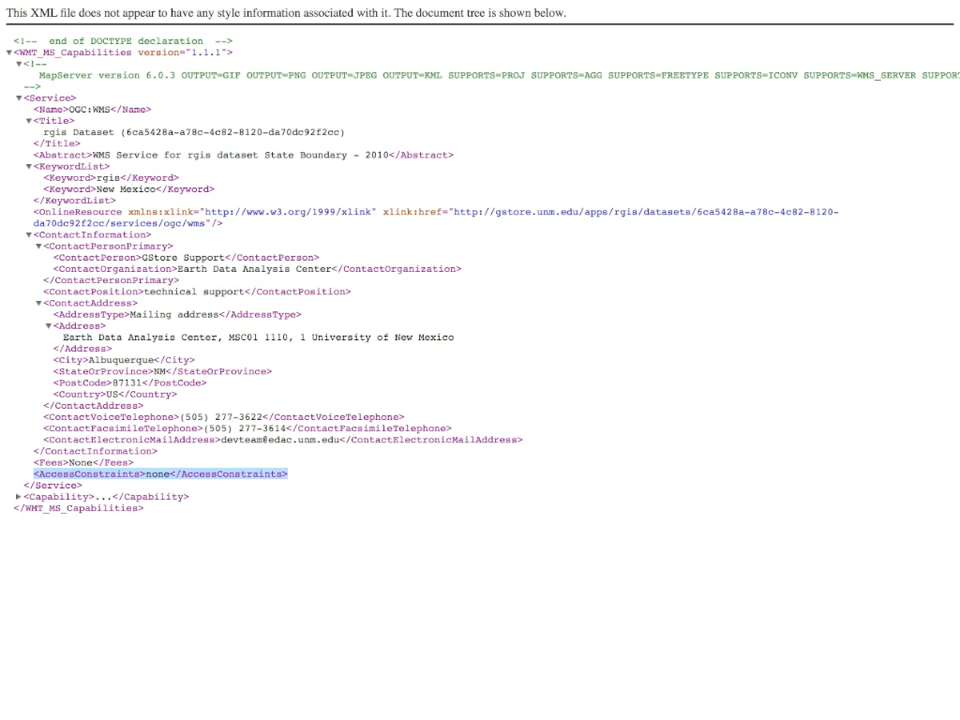 This XML file does not appear to have any style information associated with it. The document tree is shown below.
<!-- end of DOCTYPE declaration -->
▼<WMT_MS_Capabilities version="1.1.1">
▼<!--
MapServer version 6.0.3 OUTPUT=GIF OUTPUT=PNG OUTPUT=JPEG OUTPUT=KML SUPPORTS=PROJ SUPPORTS=AGG SUPPORTS=FREETYPE SUPPORTS=ICONV SUPPORTS=WMS_SERVER SUPPORT
-->
▼<Service>
<Name>OGC:WMS</Name>
▼<Title>
rgis Dataset (6ca5428a-a78c-4c82-8120-da70dc92f2cc)
</Title>
<Abstract>WMS Service for rgis dataset State Boundary - 2010</Abstract>
▼<KeywordList>
<Keyword>rgis</Keyword>
<Keyword>New Mexico</Keyword>
</KeywordList>
<OnlineResource xmlns:xlink="http://www.w3.org/1999/xlink" xlink:href="http://gstore.unm.edu/apps/rgis/datasets/6ca5428a-a78c-4c82-8120-
da70dc92f2cc/services/ogc/wms"/>
▼<ContactInformation>
▼<ContactPersonPrimary>
<ContactPerson>GStore Support</ContactPerson>
<ContactOrganization>Earth Data Analysis Center</ContactOrganization>
</ContactPersonPrimary>
<ContactPosition>technical support</ContactPosition>
▼<ContactAddress>
<AddressType>Mailing address</AddressType>
▼<Address>
Earth Data Analysis Center, MSC01 1110, 1 University of New Mexico
</Address>
<City>Albuquerque</City>
<StateOrProvince>NM</StateOrProvince>
<PostCode>87131</PostCode>
<Country>US</Country>
</ContactAddress>
<ContactVoiceTelephone>(505) 277-3622</ContactVoiceTelephone>
<ContactFacsimileTelephone>(505) 277-3614</ContactFacsimileTelephone>
<ContactElectronicMailAddress>devteam@edac.unm.edu</ContactElectronicMailAddress>
</ContactInformation>
<Fees>None</Fees>
<AccessConstraints>none</AccessConstraints>
</Service>
▶<Capability>...</Capability>
</WMT_MS_Capabilities>